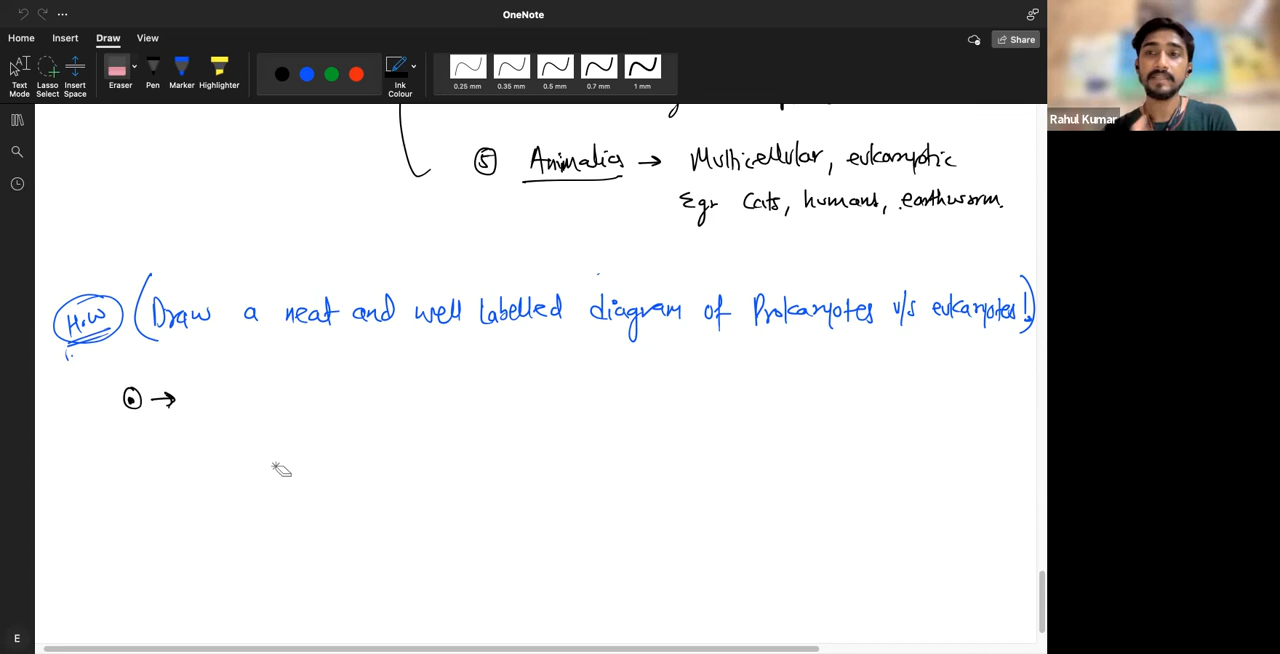 OneNote
Home Insert Draw View
Share
Text Mode
Lasso Select
Insert Space
Eraser
Pen
Marker
Highlighter
Ink Colour
0.25 mm
0.35 mm
0.5 mm
0.7 mm
1 mm
Rahul Kumar
5 Animalia → Multicellular, eukaryotic
Eg: Cats, humans, earthworm.
H.W (Draw a neat and well labelled diagram of Prokaryotes v/s eukaryotes!)
→
E